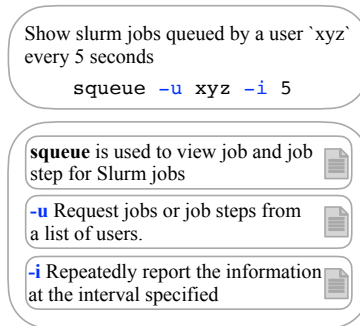 Show slurm jobs queued by a user `xyz`
every 5 seconds
squeue -u xyz -i 5
squeue is used to view job and job
step for Slurm jobs
-u Request jobs or job steps from
a list of users.
-i Repeatedly report the information
at the interval specified